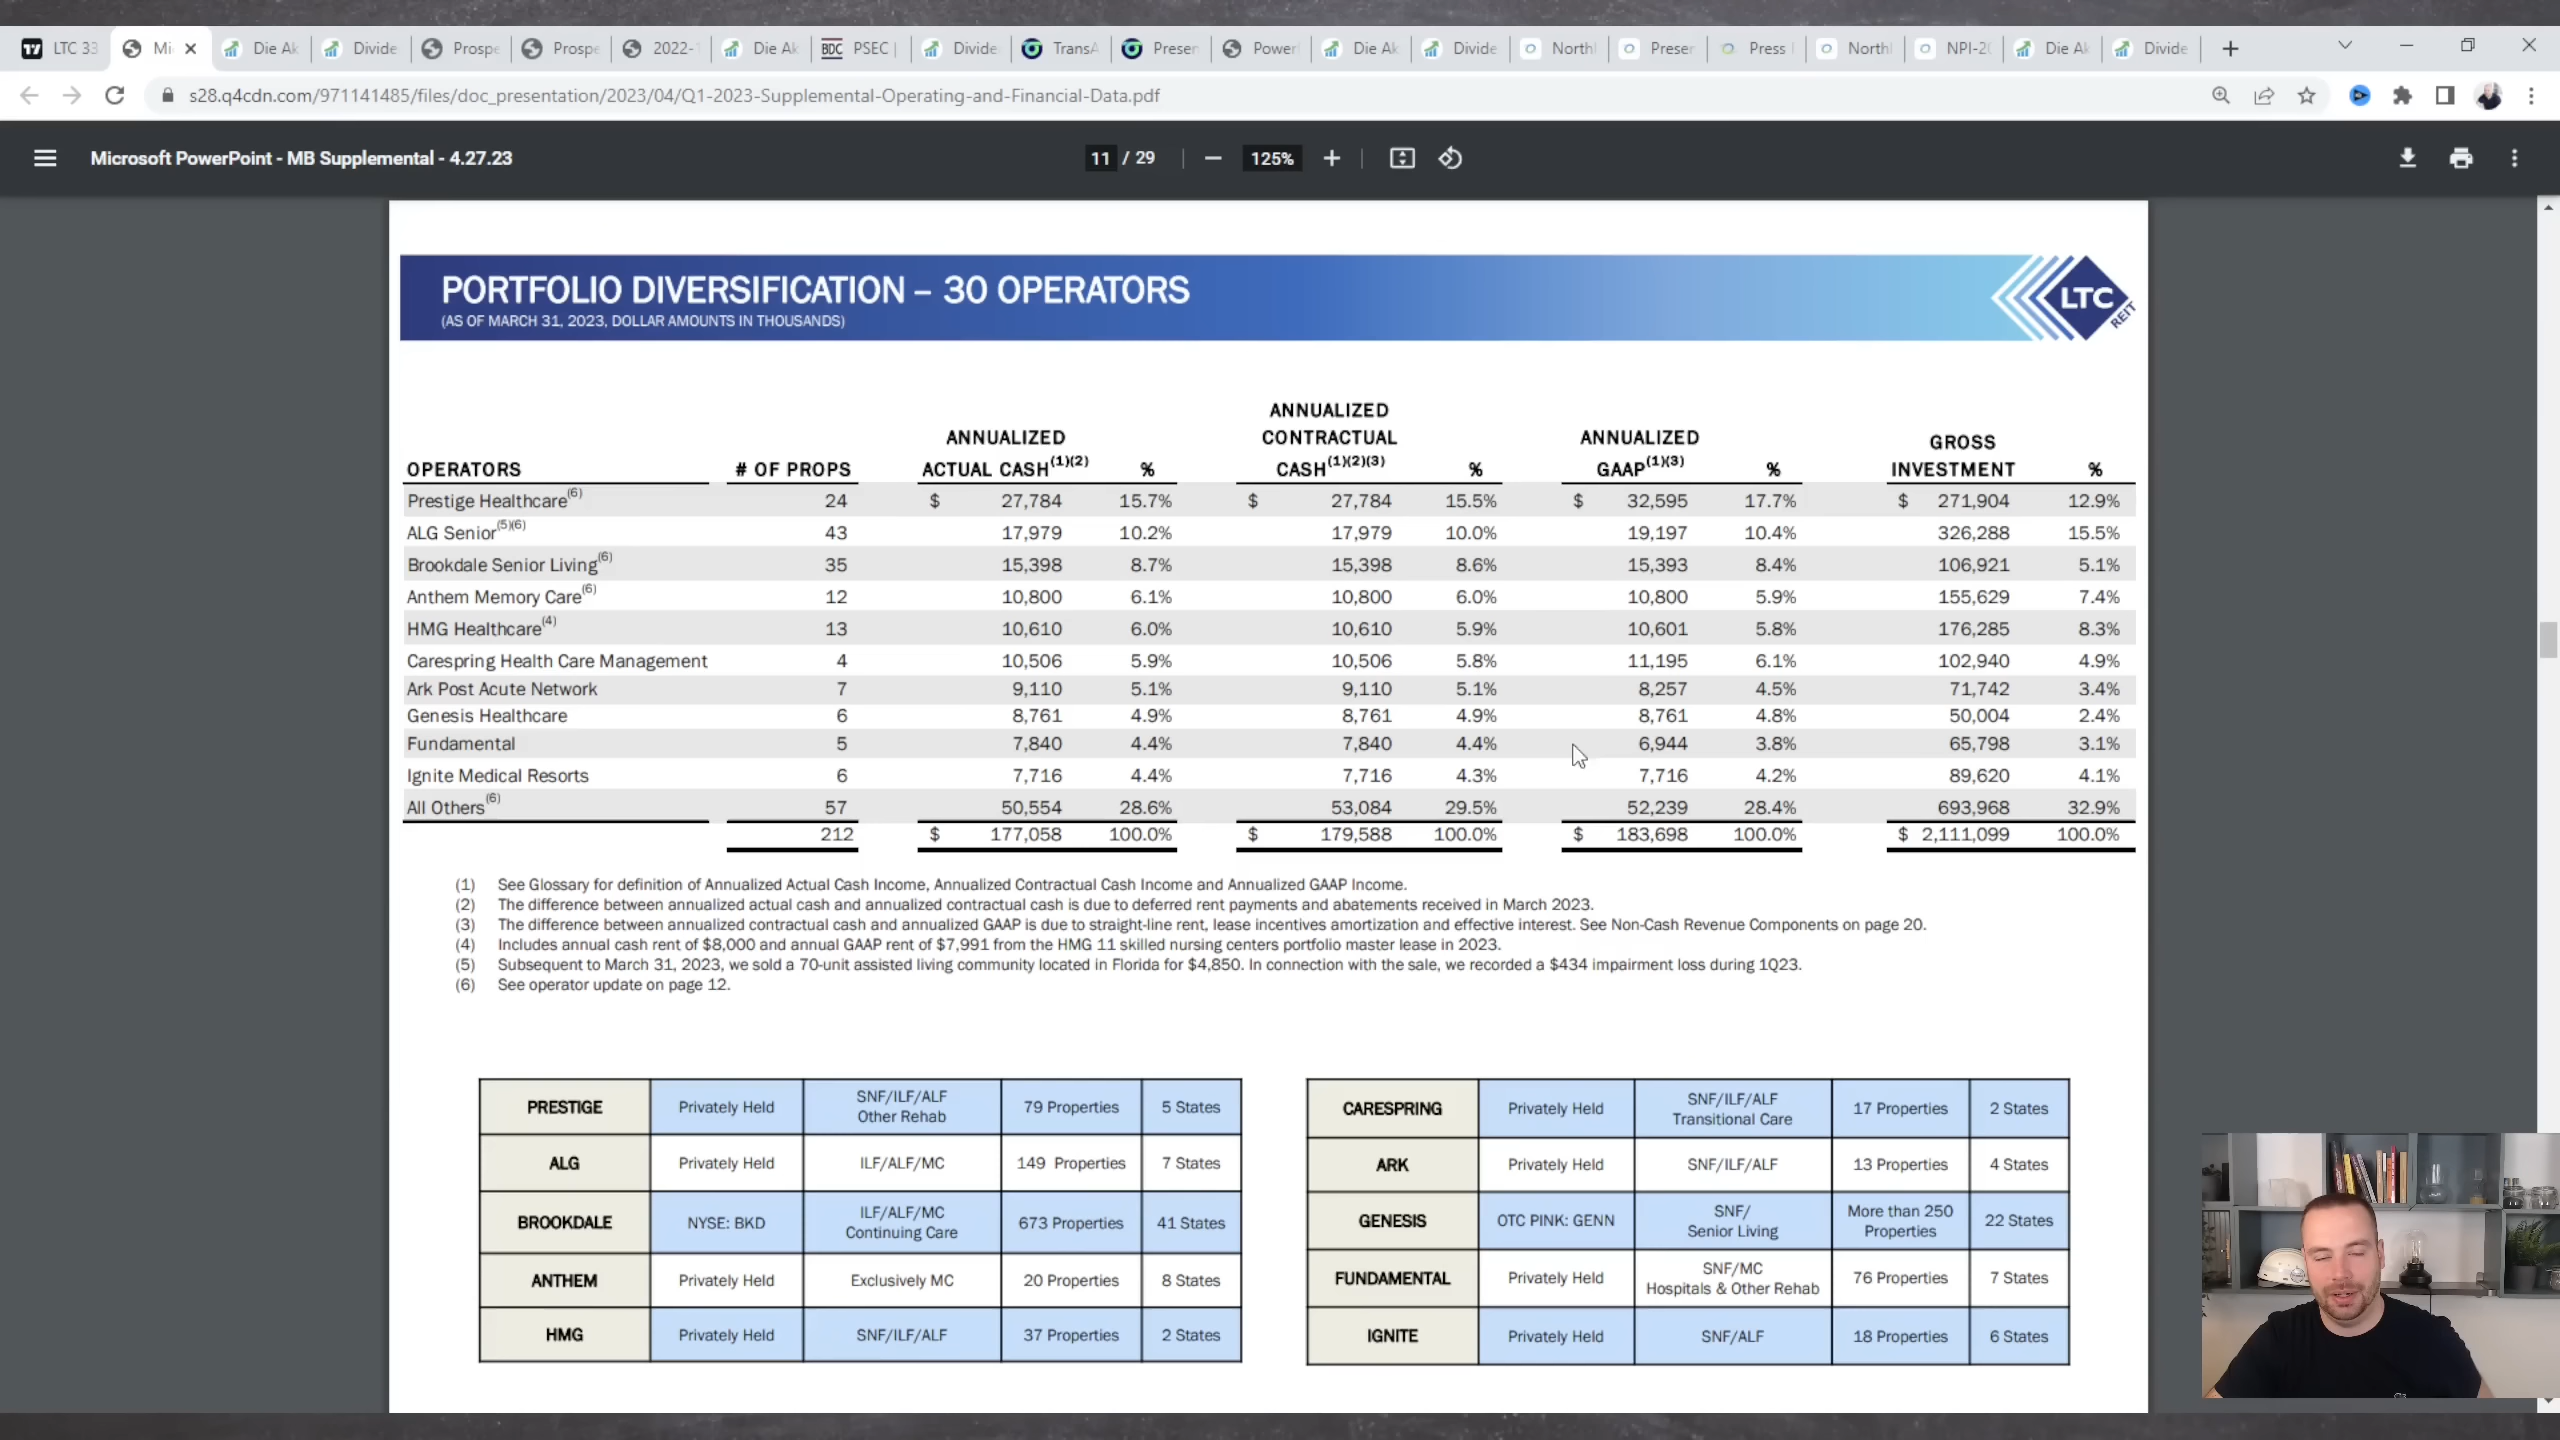 LTC 33 Mi Die Ak Divide Prospe Prospe 2022- Die Ak BDC PSEC | Divide TransA Presen Power Die Ak Divide North Preser Press North NPI-20 Die Ak Divide
s28.q4cdn.com/971141485/files/doc_presentation/2023/04/Q1-2023-Supplemental-Operating-and-Financial-Data.pdf
Microsoft PowerPoint - MB Supplemental - 4.27.23 11 / 29 125%
PORTFOLIO DIVERSIFICATION – 30 OPERATORS
(AS OF MARCH 31, 2023, DOLLAR AMOUNTS IN THOUSANDS)
LTC
REIT
ANNUALIZED
ANNUALIZED CONTRACTUAL ANNUALIZED GROSS
OPERATORS # OF PROPS ACTUAL CASH(1)(2) % CASH(1)(2)(3) % GAAP(1)(3) % INVESTMENT %
Prestige Healthcare(6) 24 $ 27,784 15.7% $ 27,784 15.5% $ 32,595 17.7% $ 271,904 12.9%
ALG Senior(5)(6) 43 17,979 10.2% 17,979 10.0% 19,197 10.4% 326,288 15.5%
Brookdale Senior Living(6) 35 15,398 8.7% 15,398 8.6% 15,393 8.4% 106,921 5.1%
Anthem Memory Care(6) 12 10,800 6.1% 10,800 6.0% 10,800 5.9% 155,629 7.4%
HMG Healthcare(4) 13 10,610 6.0% 10,610 5.9% 10,601 5.8% 176,285 8.3%
Carespring Health Care Management 4 10,506 5.9% 10,506 5.8% 11,195 6.1% 102,940 4.9%
Ark Post Acute Network 7 9,110 5.1% 9,110 5.1% 8,257 4.5% 71,742 3.4%
Genesis Healthcare 6 8,761 4.9% 8,761 4.9% 8,761 4.8% 50,004 2.4%
Fundamental 5 7,840 4.4% 7,840 4.4% 6,944 3.8% 65,798 3.1%
Ignite Medical Resorts 6 7,716 4.4% 7,716 4.3% 7,716 4.2% 89,620 4.1%
All Others(6) 57 50,554 28.6% 53,084 29.5% 52,239 28.4% 693,968 32.9%
212 $ 177,058 100.0% $ 179,588 100.0% $ 183,698 100.0% $ 2,111,099 100.0%
(1) See Glossary for definition of Annualized Actual Cash Income, Annualized Contractual Cash Income and Annualized GAAP Income.
(2) The difference between annualized actual cash and annualized contractual cash is due to deferred rent payments and abatements received in March 2023.
(3) The difference between annualized contractual cash and annualized GAAP is due to straight-line rent, lease incentives amortization and effective interest. See Non-Cash Revenue Components on page 20.
(4) Includes annual cash rent of $8,000 and annual GAAP rent of $7,991 from the HMG 11 skilled nursing centers portfolio master lease in 2023.
(5) Subsequent to March 31, 2023, we sold a 70-unit assisted living community located in Florida for $4,850. In connection with the sale, we recorded a $434 impairment loss during 1Q23.
(6) See operator update on page 12.
PRESTIGE Privately Held SNF/ILF/ALF Other Rehab 79 Properties 5 States
ALG Privately Held ILF/ALF/MC 149 Properties 7 States
BROOKDALE NYSE: BKD ILF/ALF/MC Continuing Care 673 Properties 41 States
ANTHEM Privately Held Exclusively MC 20 Properties 8 States
HMG Privately Held SNF/ILF/ALF 37 Properties 2 States
CARESPRING Privately Held SNF/ILF/ALF Transitional Care 17 Properties 2 States
ARK Privately Held SNF/ILF/ALF 13 Properties 4 States
GENESIS OTC PINK: GENN SNF/ Senior Living More than 250 Properties 22 States
FUNDAMENTAL Privately Held SNF/MC Hospitals & Other Rehab 76 Properties 7 States
IGNITE Privately Held SNF/ALF 18 Properties 6 States